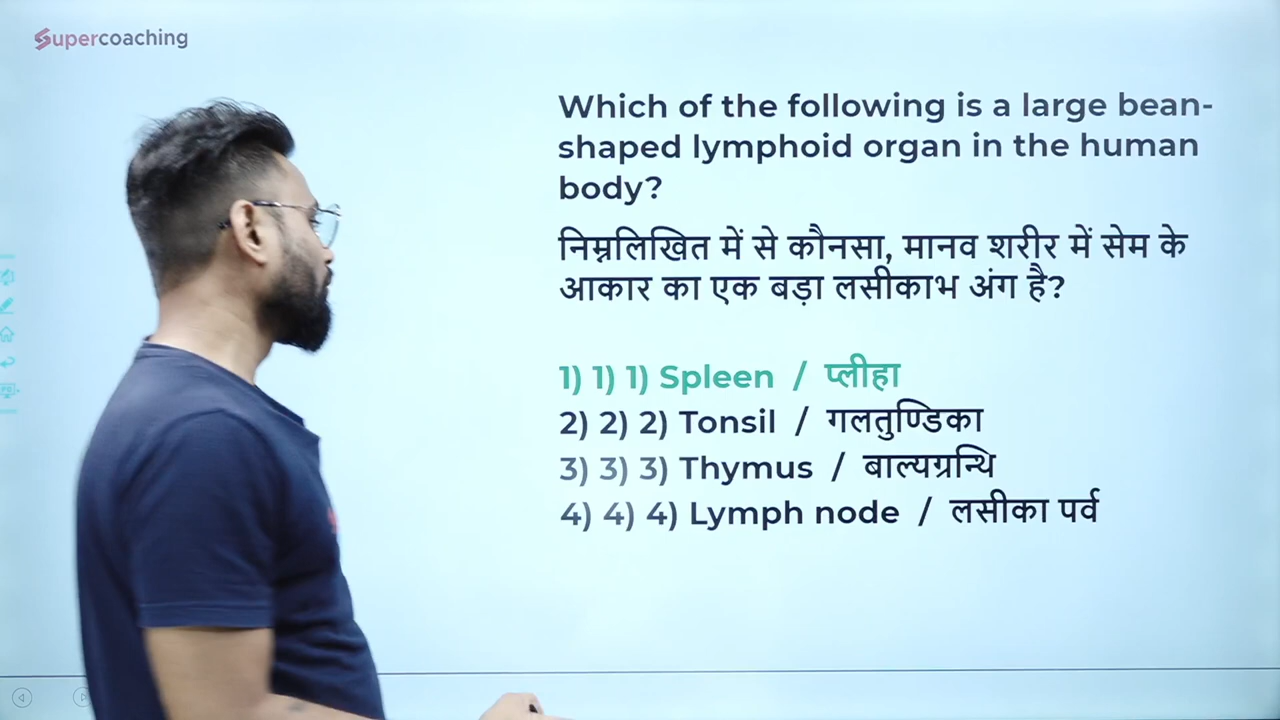 Supercoaching
Which of the following is a large bean-
shaped lymphoid organ in the human
body?
निम्नलिखित में से कौनसा, मानव शरीर में सेम के
आकार का एक बड़ा लसीकाभ अंग है?
1) 1) 1) Spleen / प्लीहा
2) 2) 2) Tonsil / गलतुण्डिका
3) 3) 3) Thymus / बाल्यग्रन्थि
4) 4) 4) Lymph node / लसीका पर्व